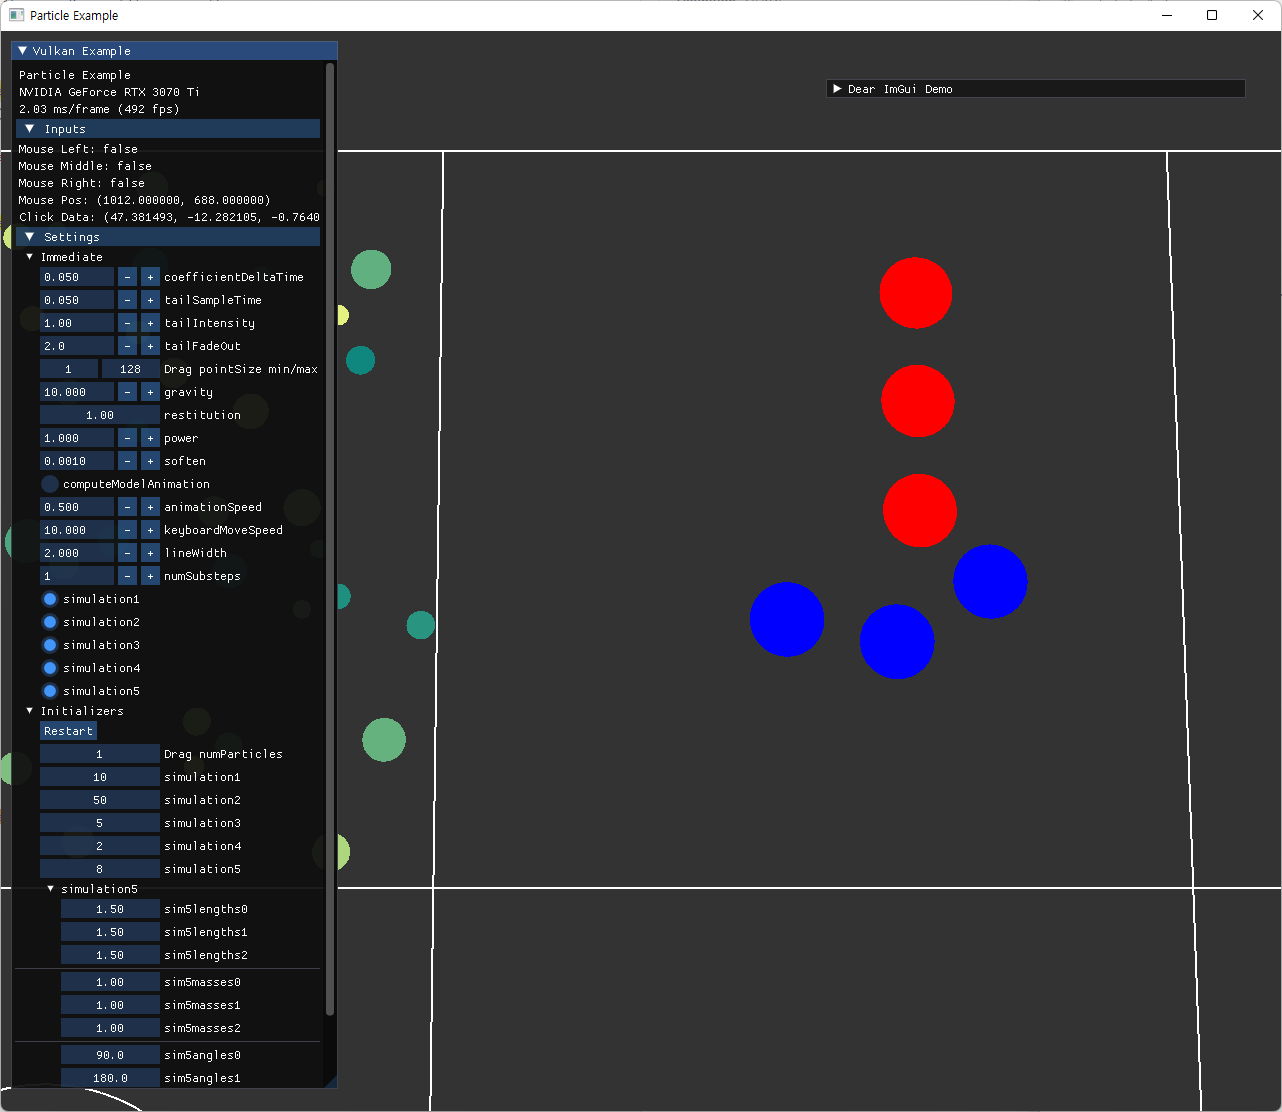 Particle Example
Vulkan Example
Particle Example
NVIDIA GeForce RTX 3070 Ti
2.03 ms/frame (492 fps)
Inputs
Mouse Left: false
Mouse Middle: false
Mouse Right: false
Mouse Pos: (1012.000000, 688.000000)
Click Data: (47.381493, -12.282105, -0.7640
Settings
Immediate
0.050 - + coefficientDeltaTime
0.050 - + tailSampleTime
1.00 - + tailIntensity
2.0 - + tailFadeOut
1 128 Drag pointSize min/max
10.000 - + gravity
1.00 restitution
1.000 - + power
0.0010 - + soften
computeModelAnimation
0.500 - + animationSpeed
10.000 - + keyboardMoveSpeed
2.000 - + lineWidth
1 - + numSubsteps
simulation1
simulation2
simulation3
simulation4
simulation5
Initializers
Restart
1 Drag numParticles
10 simulation1
50 simulation2
5 simulation3
2 simulation4
8 simulation5
simulation5
1.50 sim5lengths0
1.50 sim5lengths1
1.50 sim5lengths2
1.00 sim5masses0
1.00 sim5masses1
1.00 sim5masses2
90.0 sim5angles0
180.0 sim5angles1
Dear ImGui Demo